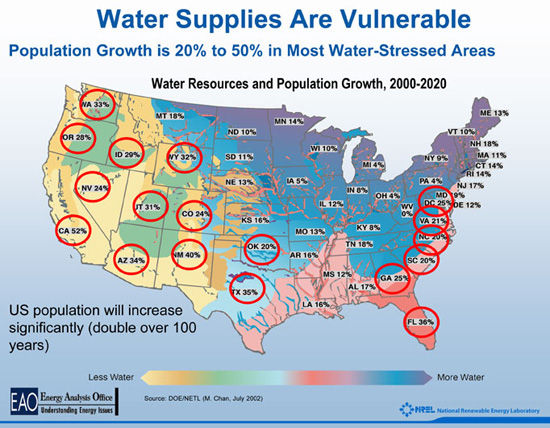 Water Supplies Are Vulnerable
Population Growth is 20% to 50% in Most Water-Stressed Areas
Water Resources and Population Growth, 2000-2020
WA 33%
OR 28%
ID 29%
MT 18%
WY 32%
NV 24%
UT 31%
CO 24%
CA 52%
AZ 34%
NM 40%
ND 10%
SD 11%
NE 13%
KS 16%
OK 20%
TX 35%
MN 14%
IA 5%
MO 13%
AR 16%
LA 16%
WI 10%
IL 12%
MI 4%
IN 8%
OH 4%
KY 8%
TN 18%
MS 12%
AL 17%
GA 25%
FL 36%
SC 20%
NC 20%
VA 21%
WV
0%
DC 25%
MD 19%
DE 12%
PA 4%
NJ 17%
NY 9%
VT 10%
ME 13%
NH 18%
MA 11%
CT 14%
RI 14%
US population will increase
significantly (double over 100
years)
Less Water
More Water
Source: DOE/NETL (M. Chan, July 2002)
EAO Energy Analysis Office
Understanding Energy Issues
NREL National Renewable Energy Laboratory